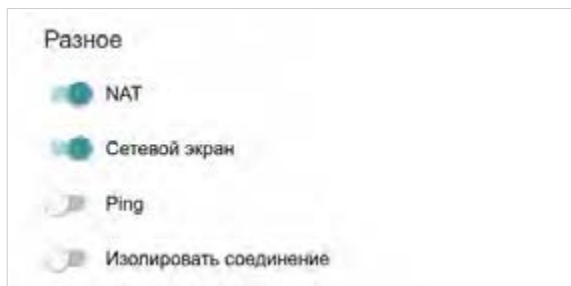 Разное
NAT
Сетевой экран
Ping
Изолировать соединение